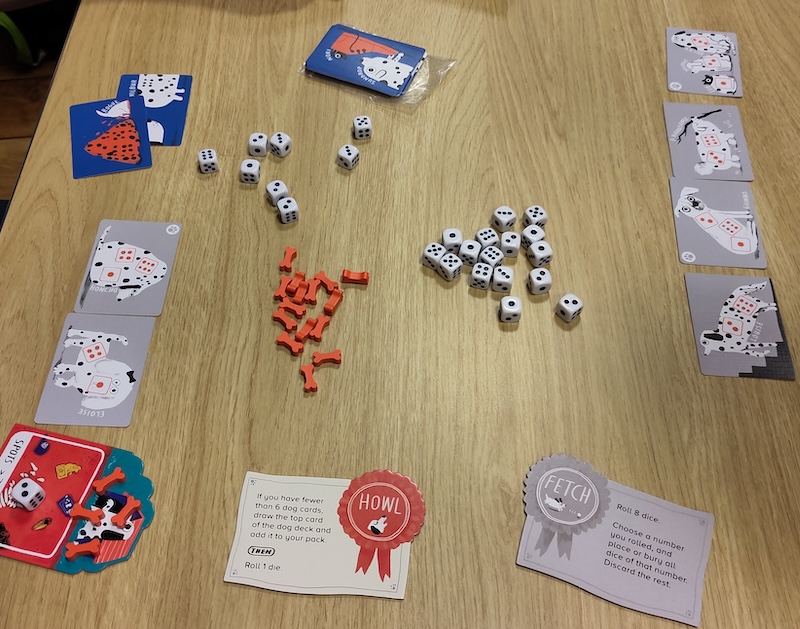 HONCHO
ELOISE
SPOTS
If you have fewer
than 6 dog cards,
draw the top card
of the dog deck and
add it to your pack.
THEN
Roll 1 die.
HOWL
FETCH
Roll 8 dice.
Choose a number
you rolled, and
place or bury all
dice of that number.
Discard the rest.